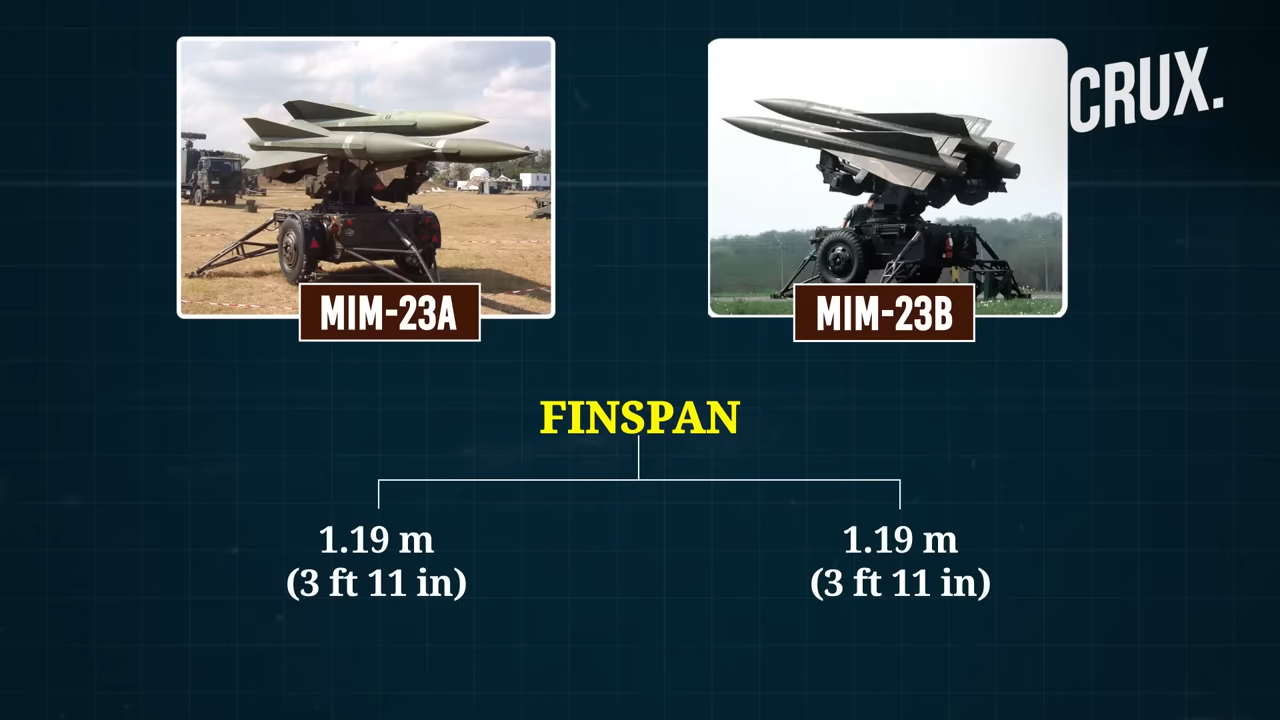 CRUX.
MIM-23A
MIM-23B
FINSPAN
1.19 m
(3 ft 11 in)
1.19 m
(3 ft 11 in)